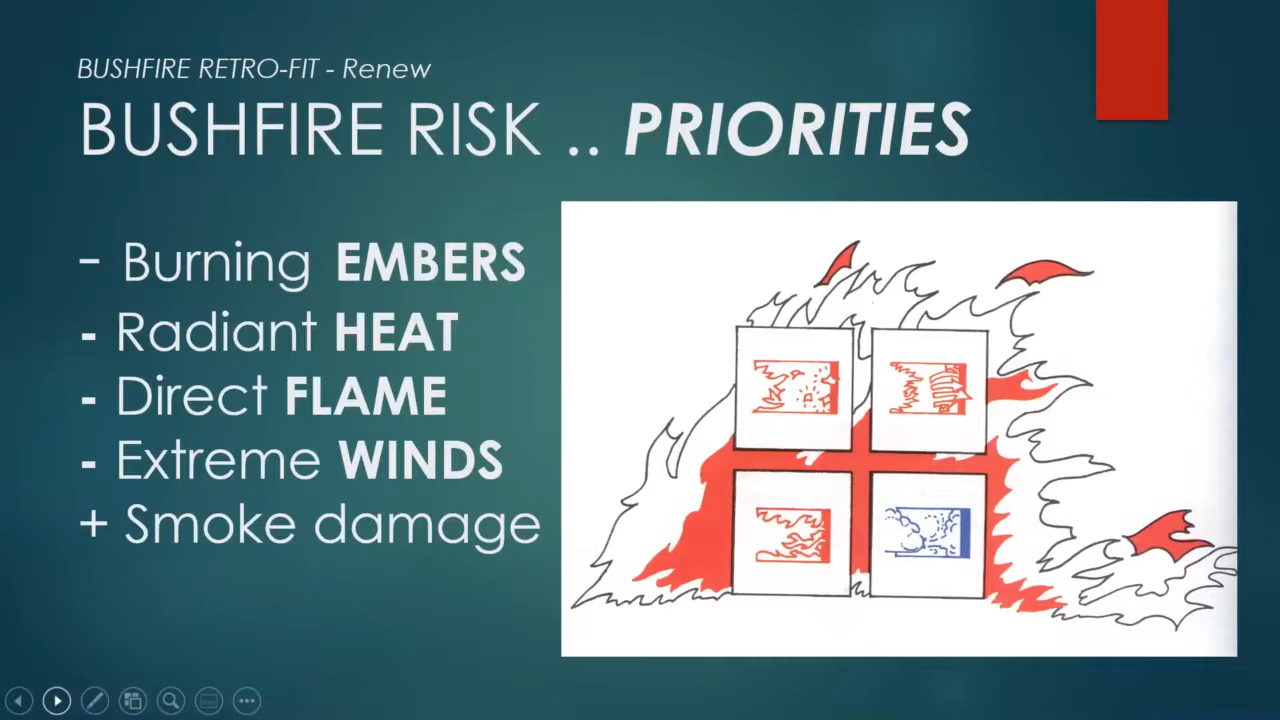 BUSHFIRE RETRO-FIT - Renew
BUSHFIRE RISK .. PRIORITIES
- Burning EMBERS
- Radiant HEAT
- Direct FLAME
- Extreme WINDS
+ Smoke damage